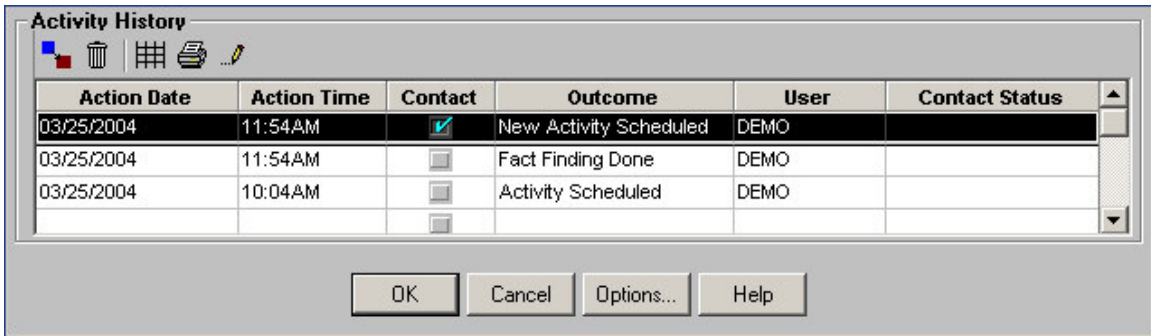 Activity History
Action Date Action Time Contact Outcome User Contact Status
03/25/2004 11:54AM New Activity Scheduled DEMO
03/25/2004 11:54AM Fact Finding Done DEMO
03/25/2004 10:04AM Activity Scheduled DEMO
OK Cancel Options... Help